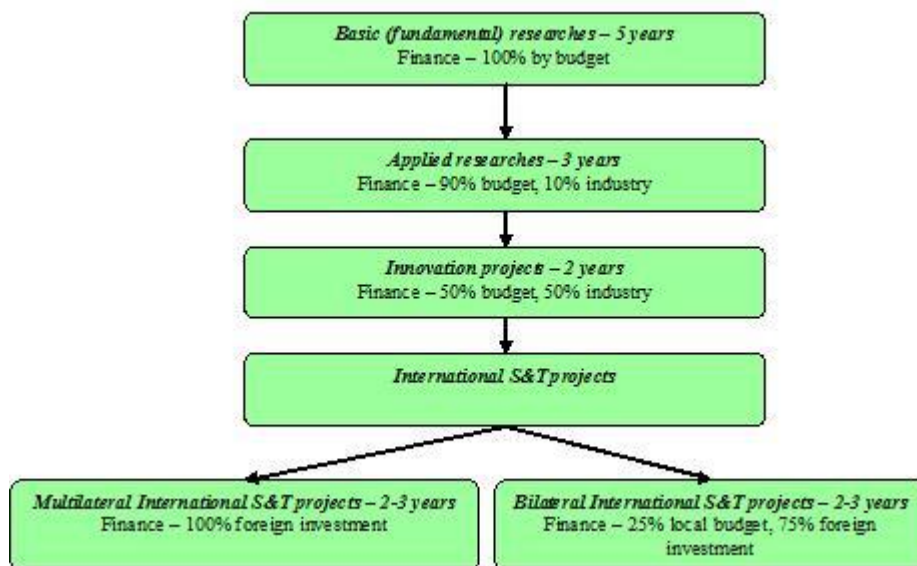 Basic (fundamental) researches – 5 years
Finance – 100% by budget
Applied researches – 3 years
Finance – 90% budget, 10% industry
Innovation projects – 2 years
Finance – 50% budget, 50% industry
International S&T projects
Multilateral International S&T projects – 2-3 years
Finance – 100% foreign investment
Bilateral International S&T projects – 2-3 years
Finance – 25% local budget, 75% foreign
investment